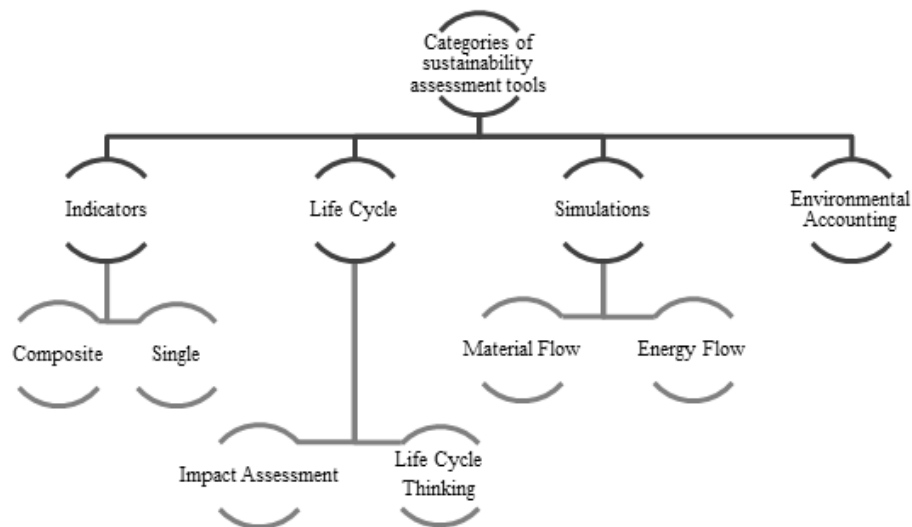 Categories of
sustainability
assessment tools
Indicators
Life Cycle
Simulations
Environmental
Accounting
Composite
Single
Material Flow
Energy Flow
Impact Assessment
Life Cycle
Thinking